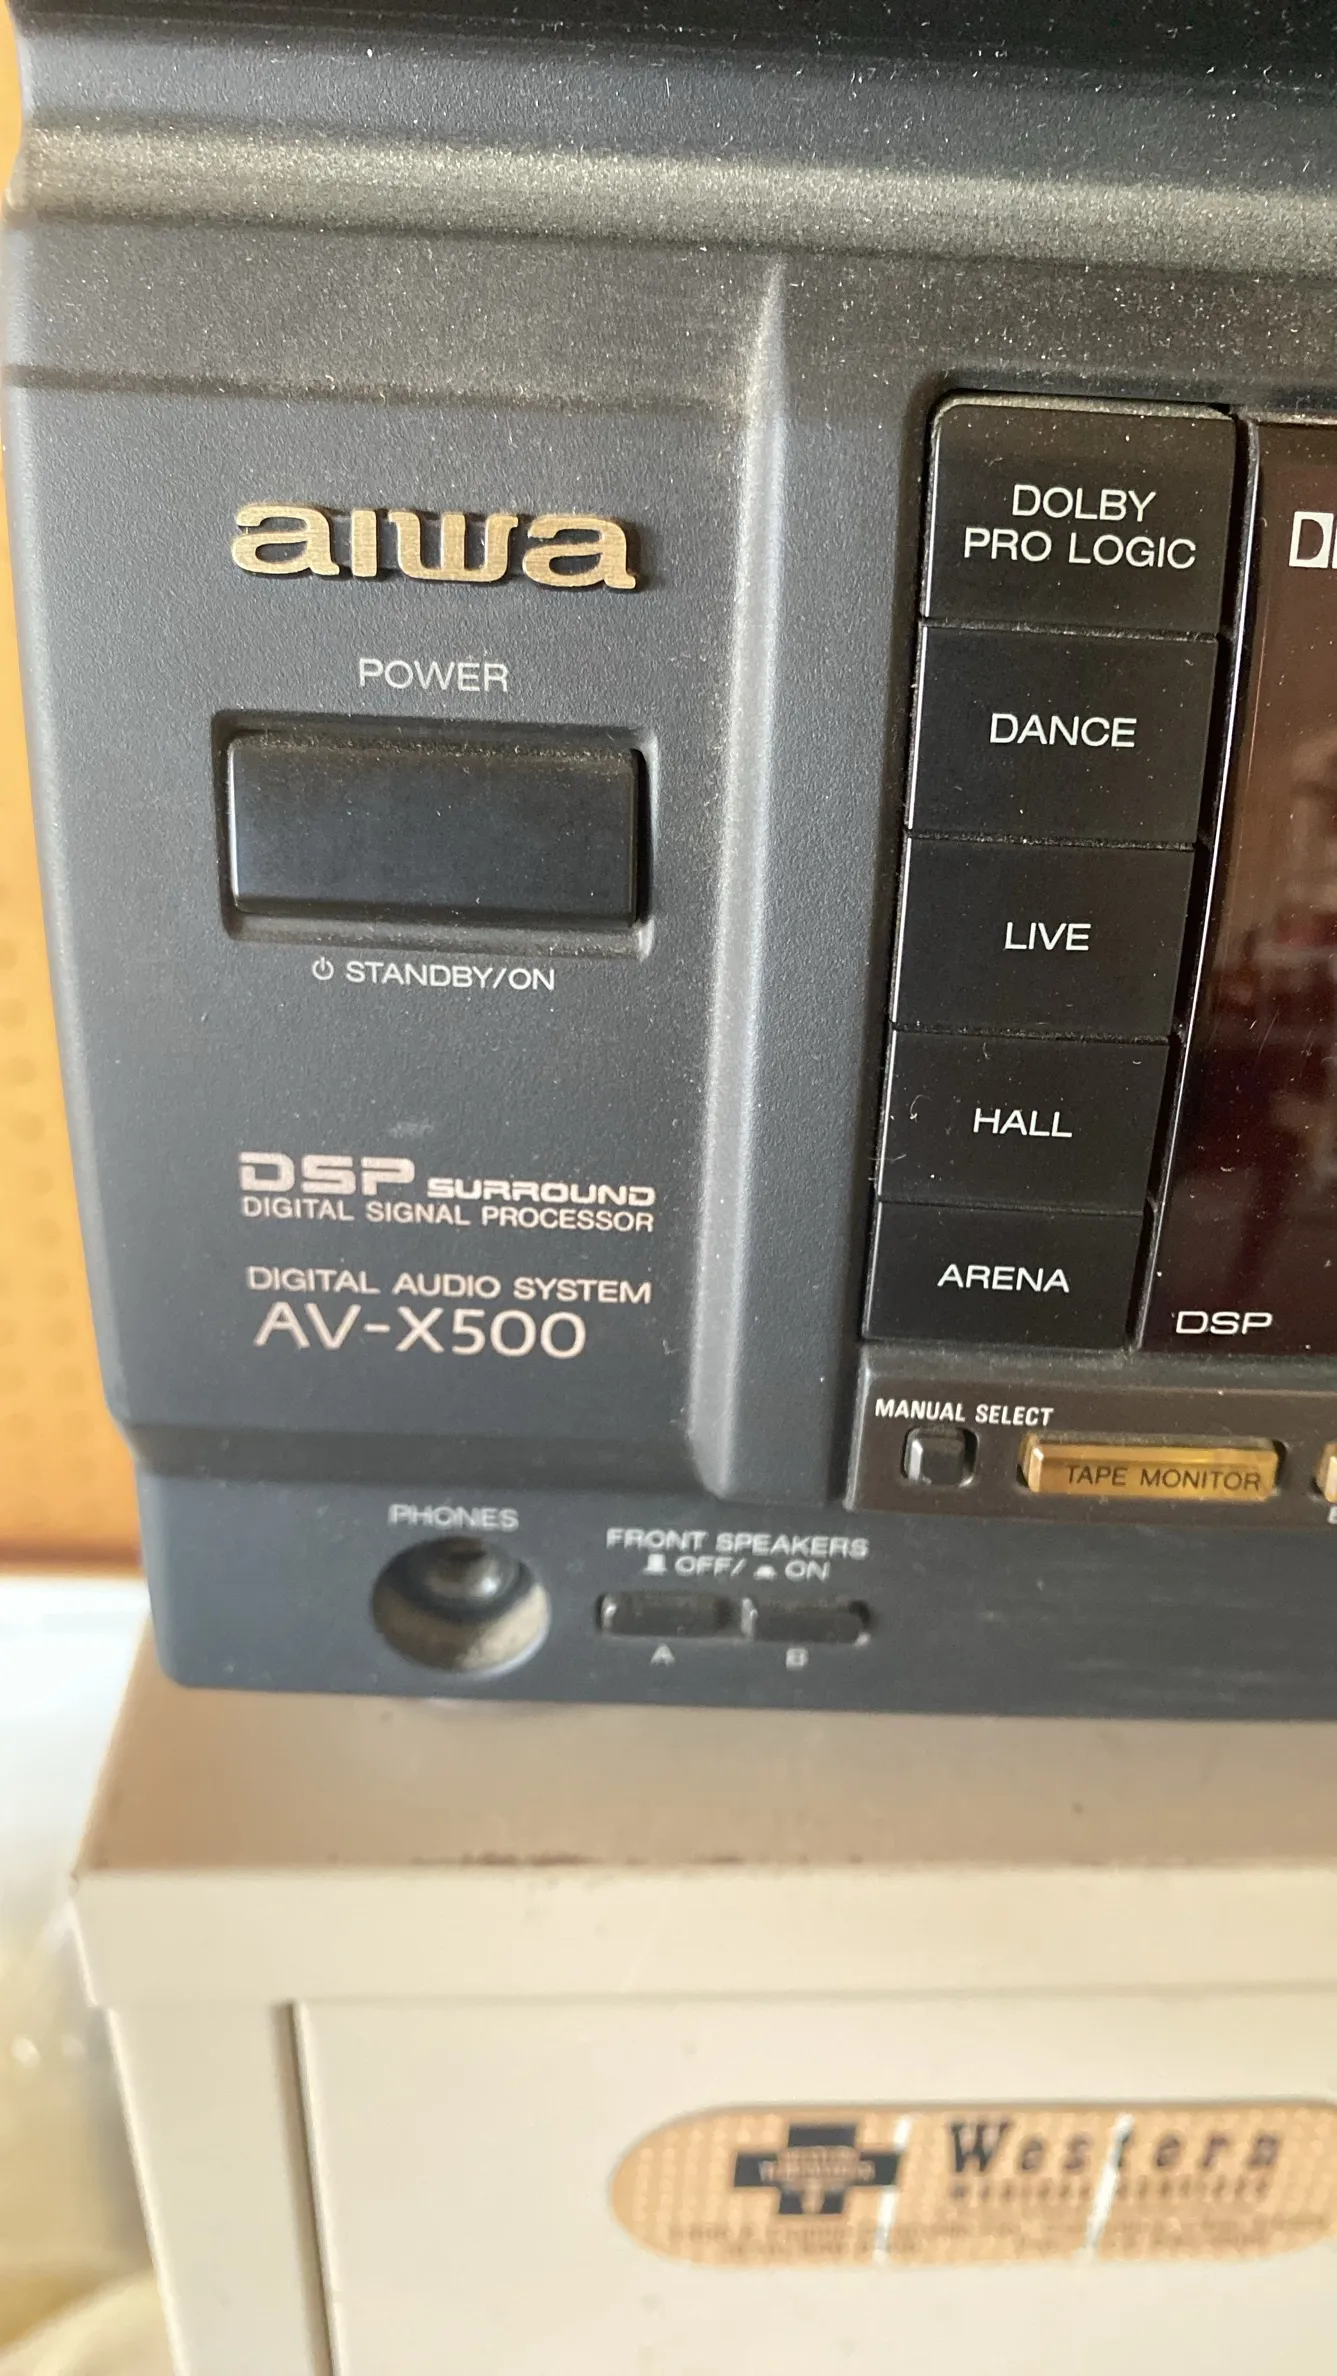 aiwa
POWER
STANDBY/ON
DSP SURROUND
DIGITAL SIGNAL PROCESSOR
DIGITAL AUDIO SYSTEM
AV-X500
DOLBY
PRO LOGIC
DANCE
LIVE
HALL
ARENA
DSP
MANUAL SELECT
TAPE MONITOR
PHONES
FRONT SPEAKERS
OFF/ ON
A B
Western